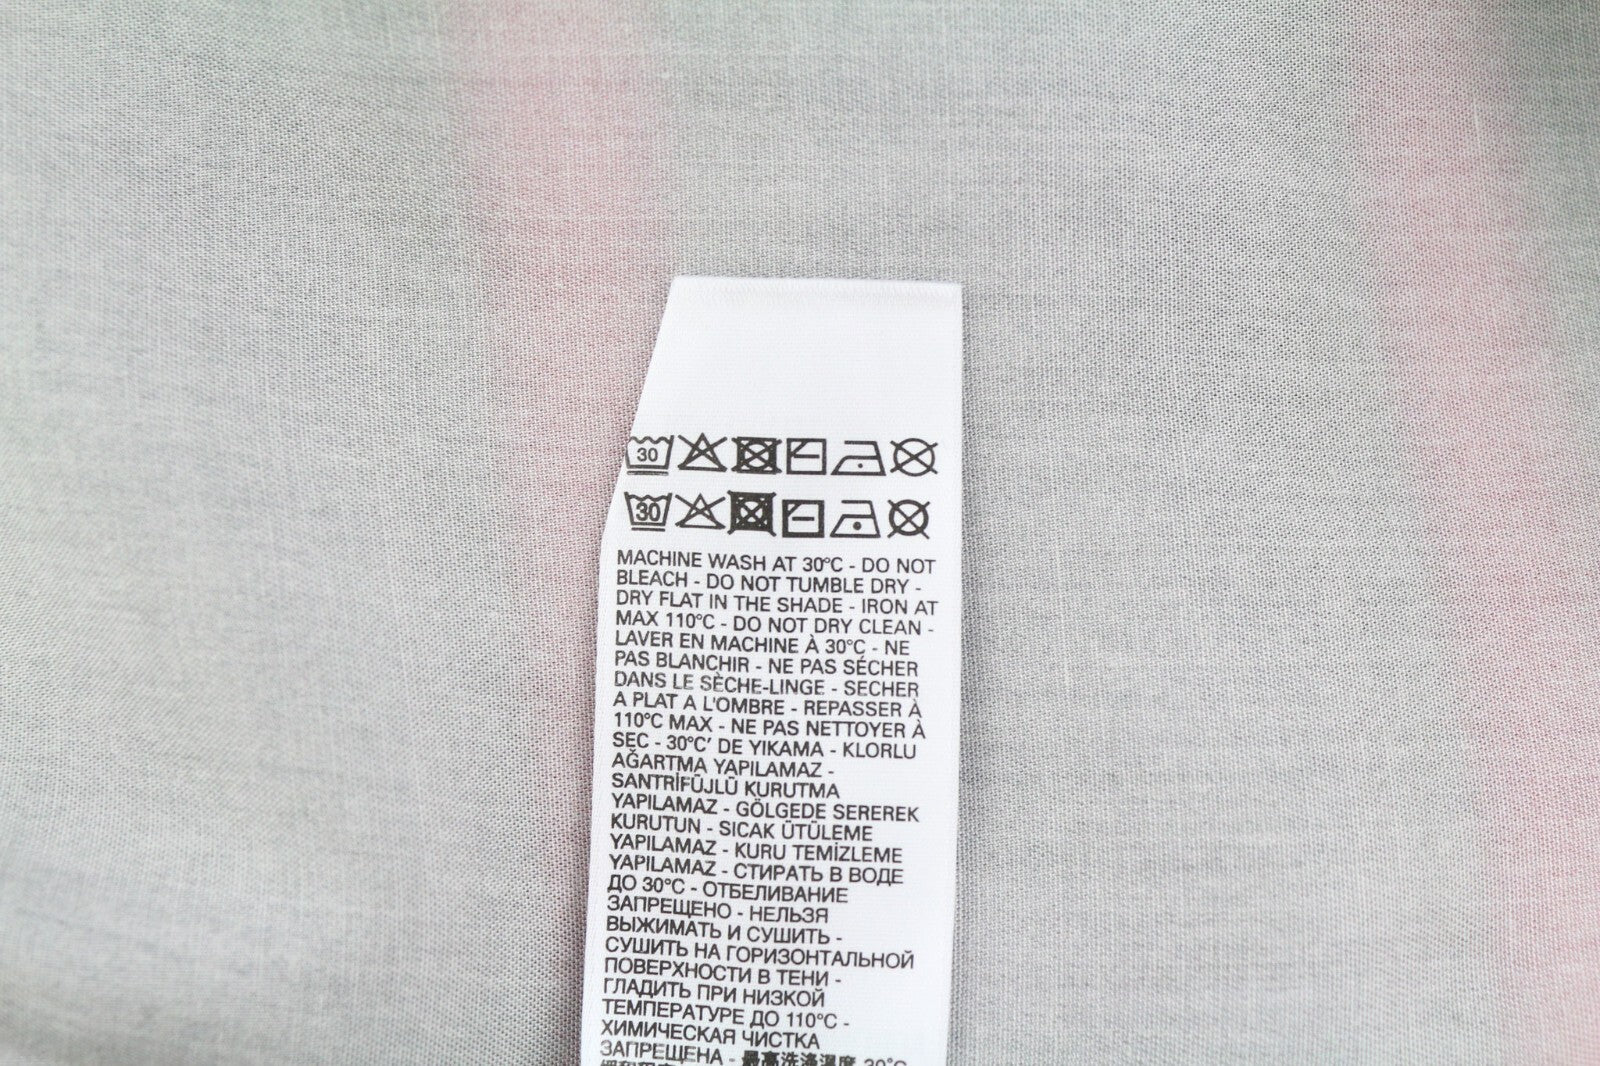 30
30
MACHINE WASH AT 30°C - DO NOT
BLEACH - DO NOT TUMBLE DRY -
DRY FLAT IN THE SHADE - IRON AT
MAX 110°C - DO NOT DRY CLEAN -
LAVER EN MACHINE À 30°C - NE
PAS BLANCHIR - NE PAS SÉCHER
DANS LE SÈCHE-LINGE - SECHER
A PLAT A L'OMBRE - REPASSER À
110°C MAX - NE PAS NETTOYER À
SEC - 30°C' DE YIKAMA - KLORLU
AĞARTMA YAPILAMAZ -
SANTRİFÜJLÜ KURUTMA
YAPILAMAZ - GÖLGEDE SEREREK
KURUTUN - SICAK ÜTÜLEME
YAPILAMAZ - KURU TEMİZLEME
YAPILAMAZ - СТИРАТЬ В ВОДЕ
ДО 30°C - ОТБЕЛИВАНИЕ
ЗАПРЕЩЕНО - НЕЛЬЗЯ
ВЫЖИМАТЬ И СУШИТЬ -
СУШИТЬ НА ГОРИЗОНТАЛЬНОЙ
ПОВЕРХНОСТИ В ТЕНИ -
ГЛАДИТЬ ПРИ НИЗКОЙ
ТЕМПЕРАТУРЕ ДО 110°C -
ХИМИЧЕСКАЯ ЧИСТКА
ЗАПРЕЩЕНА - 最高洗涤温度 30°C